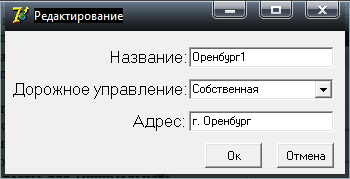 Редактирование
Название: Оренбург1
Дорожное управление: Собственная
Адрес: г. Оренбург
Ок Отмена